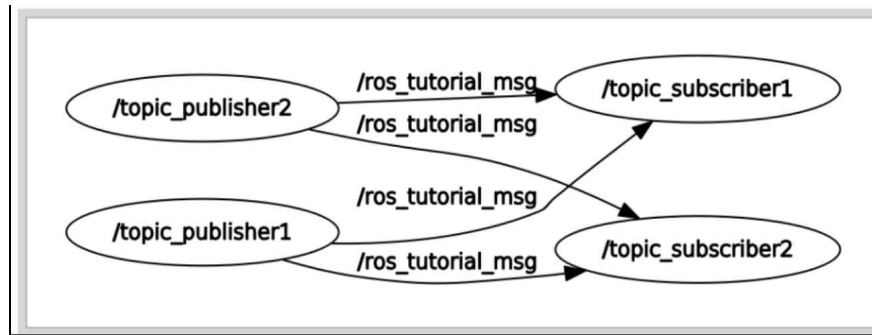 /topic_publisher2
/ros_tutorial_msg
/topic_subscriber1
/ros_tutorial_msg
/ros_tutorial_msg
/topic_publisher1
/ros_tutorial_msg
/topic_subscriber2